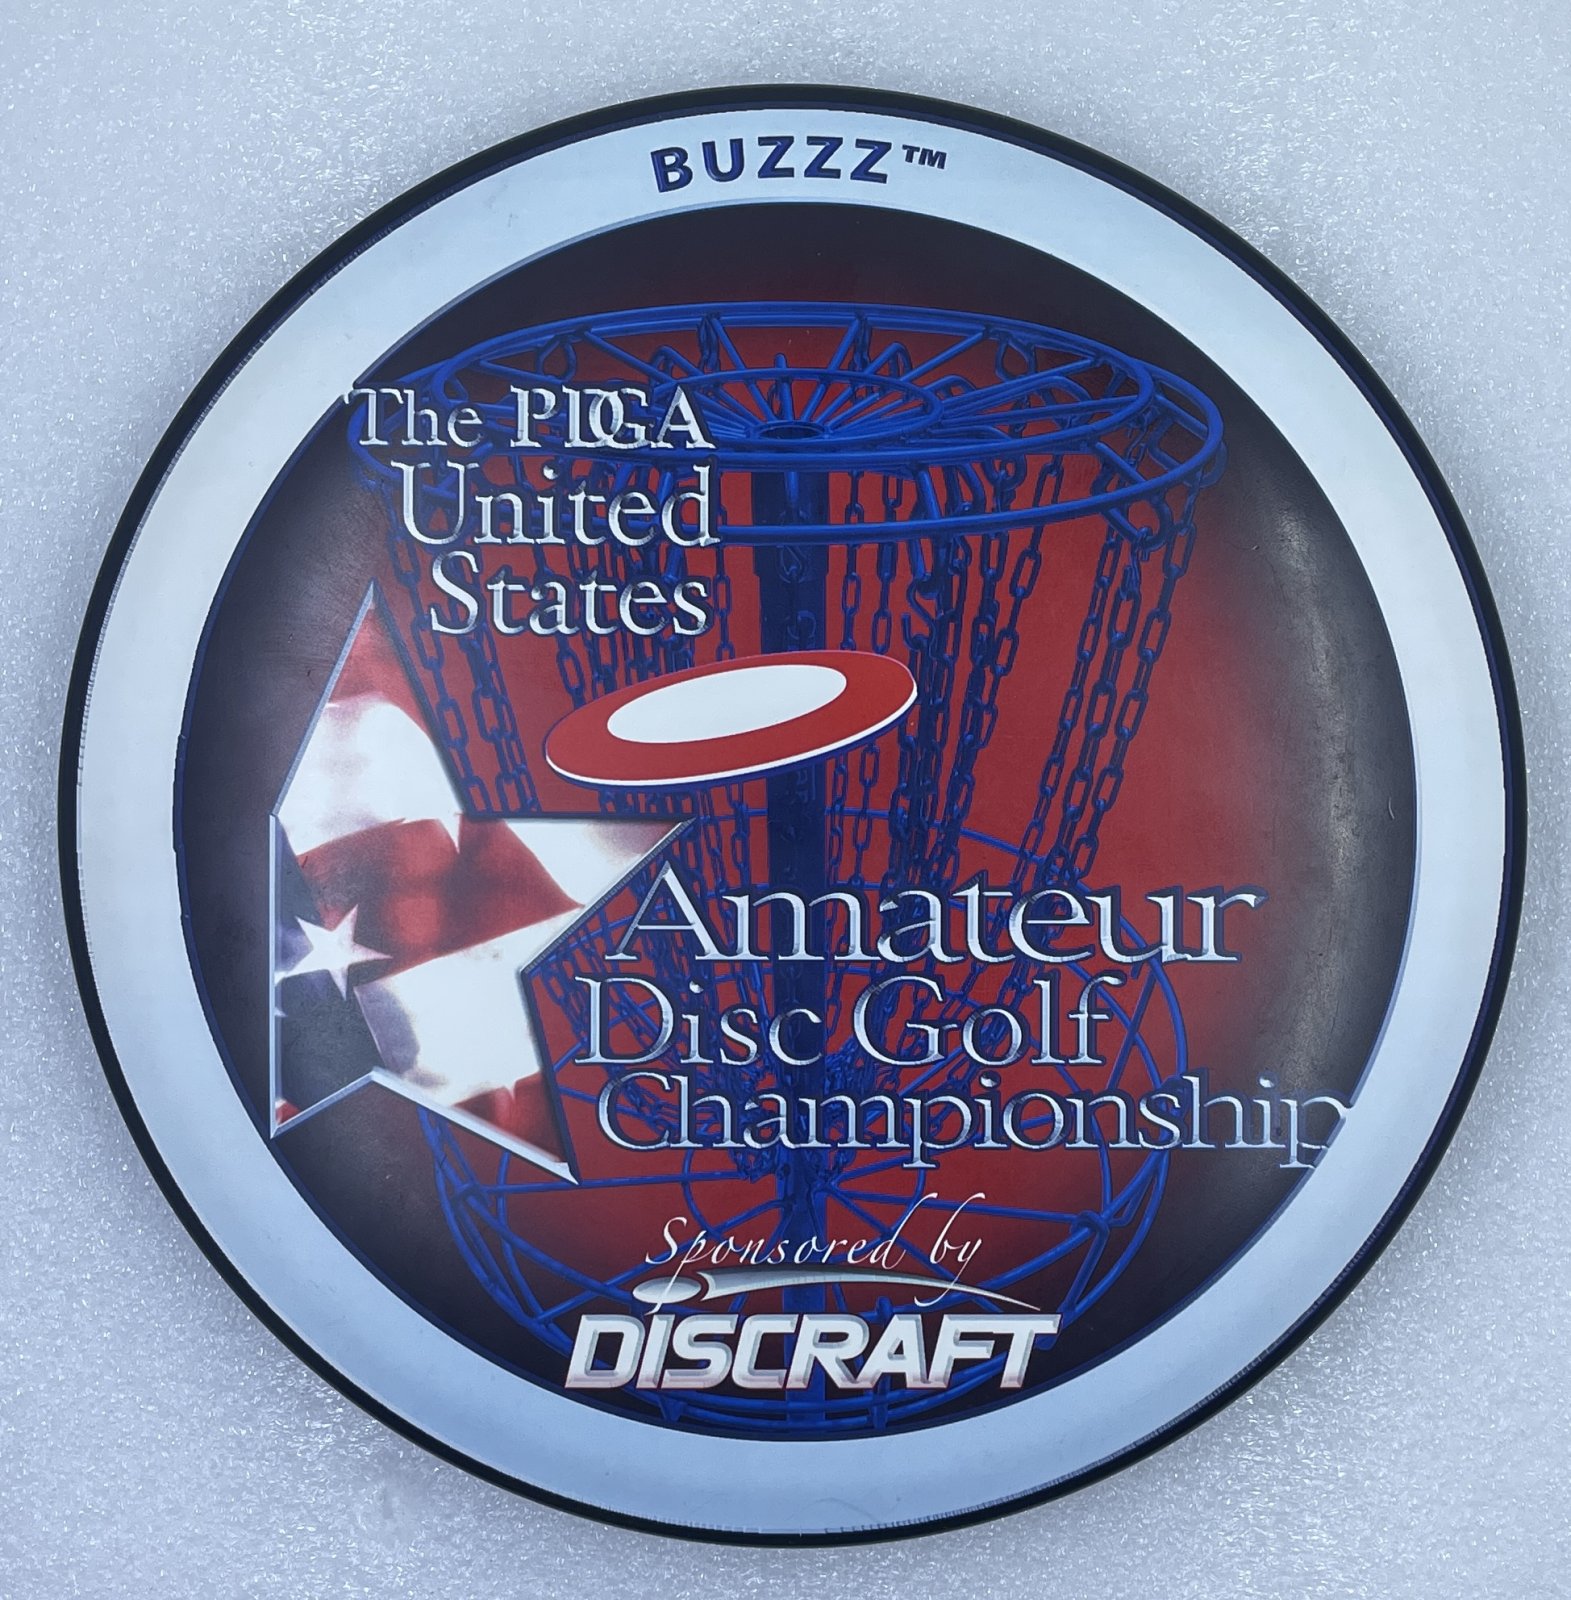 BUZZZ™
The PDGA
United
States
Amateur
Disc Golf
Championship
Sponsored by
DISCRAFT